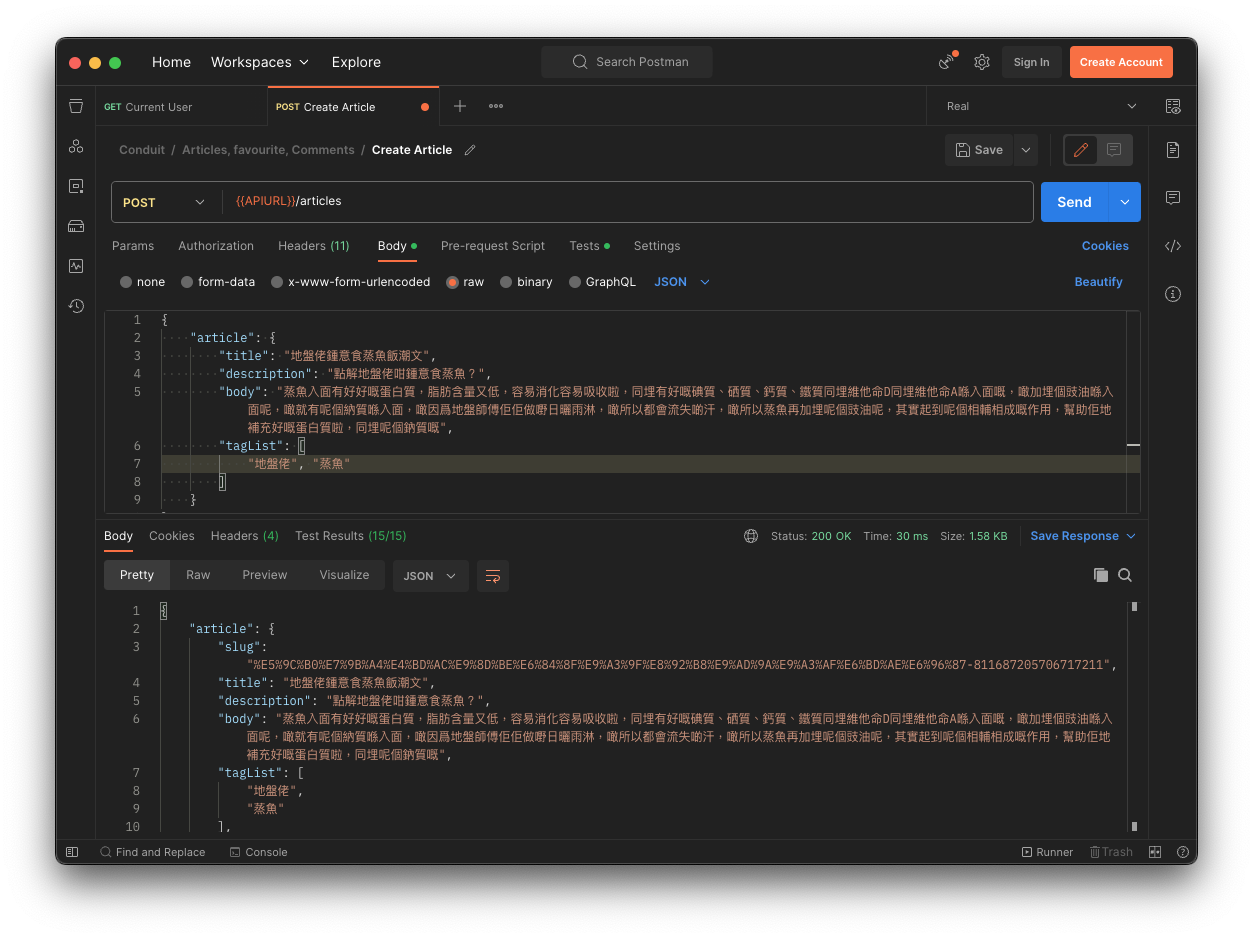 Home Workspaces Explore Search Postman Sign In Create Account
GET Current User POST Create Article Real
Conduit / Articles, favourite, Comments / Create Article Save
POST {{APIURL}}/articles Send
Params Authorization Headers (11) Body Pre-request Script Tests Settings Cookies
none form-data x-www-form-urlencoded raw binary GraphQL JSON Beautify
1 {
2 "article": {
3 "title": "地盤佬鍾意食蒸魚飯潮文",
4 "description": "點解地盤佬咁鍾意食蒸魚？",
5 "body": "蒸魚入面有好好嘅蛋白質，脂肪含量又低，容易消化容易吸收啦，同埋有好嘅碘質、硒質、鈣質、鐵質同埋維他命D同埋維他命A喺入面嘅，噉加埋個豉油喺入
面呢，噉就有呢個納質喺入面，噉因爲地盤師傅佢佢做嘢日曬雨淋，噉所以都會流失啲汗，噉所以蒸魚再加埋呢個豉油呢，其實起到呢個相輔相成嘅作用，幫助佢地
補充好嘅蛋白質啦，同埋呢個鈉質嘅",
6 "tagList": [
7 "地盤佬", "蒸魚"
8 ]
9 }
Body Cookies Headers (4) Test Results (15/15) Status: 200 OK Time: 30 ms Size: 1.58 KB Save Response
Pretty Raw Preview Visualize JSON
1 {
2 "article": {
3 "slug":
"%E5%9C%B0%E7%9B%A4%E4%BD%AC%E9%8D%BE%E6%84%8F%E9%A3%9F%E8%92%B8%E9%AD%9A%E9%A3%AF%E6%BD%AE%E6%96%87-811687205706717211",
4 "title": "地盤佬鍾意食蒸魚飯潮文",
5 "description": "點解地盤佬咁鍾意食蒸魚？",
6 "body": "蒸魚入面有好好嘅蛋白質，脂肪含量又低，容易消化容易吸收啦，同埋有好嘅碘質、硒質、鈣質、鐵質同埋維他命D同埋維他命A喺入面嘅，噉加埋個豉油喺入
面呢，噉就有呢個納質喺入面，噉因爲地盤師傅佢佢做嘢日曬雨淋，噉所以都會流失啲汗，噉所以蒸魚再加埋呢個豉油呢，其實起到呢個相輔相成嘅作用，幫助佢地
補充好嘅蛋白質啦，同埋呢個鈉質嘅",
7 "tagList": [
8 "地盤佬",
9 "蒸魚"
10 ],
Find and Replace Console Runner Trash